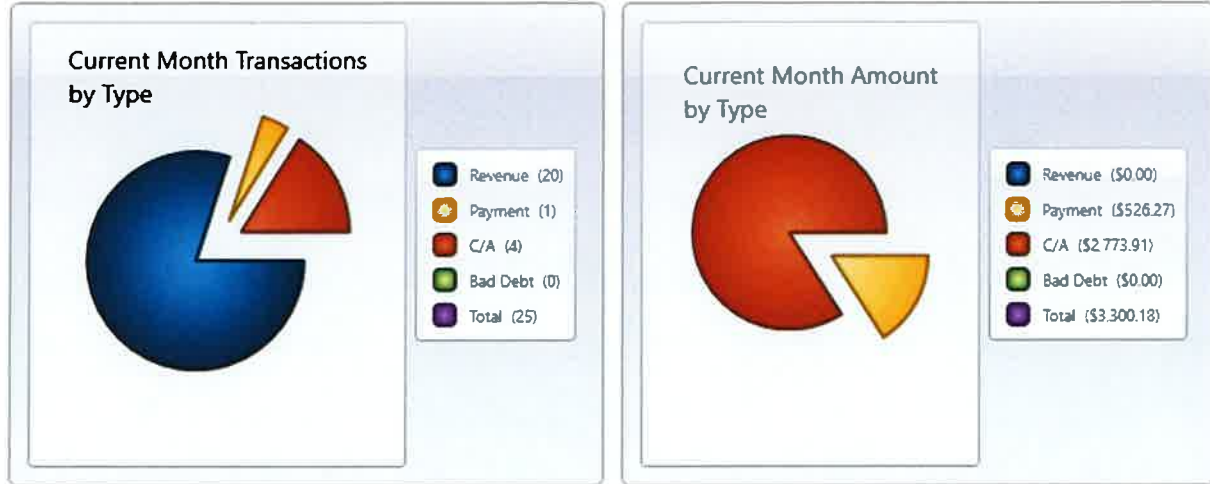 Current Month Transactions
by Type
Revenue (20)
Payment (1)
C/A (4)
Bad Debt (0)
Total (25)
Current Month Amount
by Type
Revenue ($0.00)
Payment ($526.27)
C/A ($2,773.91)
Bad Debt ($0.00)
Total ($3,300.18)